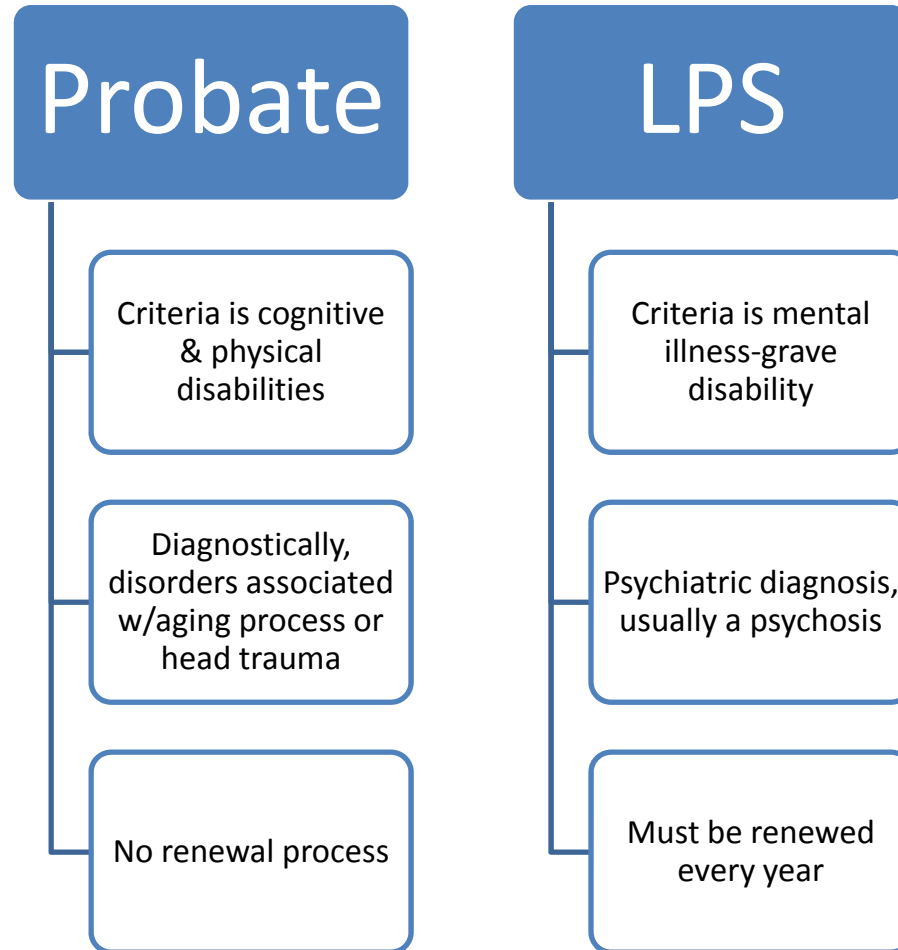 Probate
Criteria is cognitive
& physical
disabilities
Diagnostically,
disorders associated
w/aging process or
head trauma
No renewal process
LPS
Criteria is mental
illness-grave
disability
Psychiatric diagnosis,
usually a psychosis
Must be renewed
every year